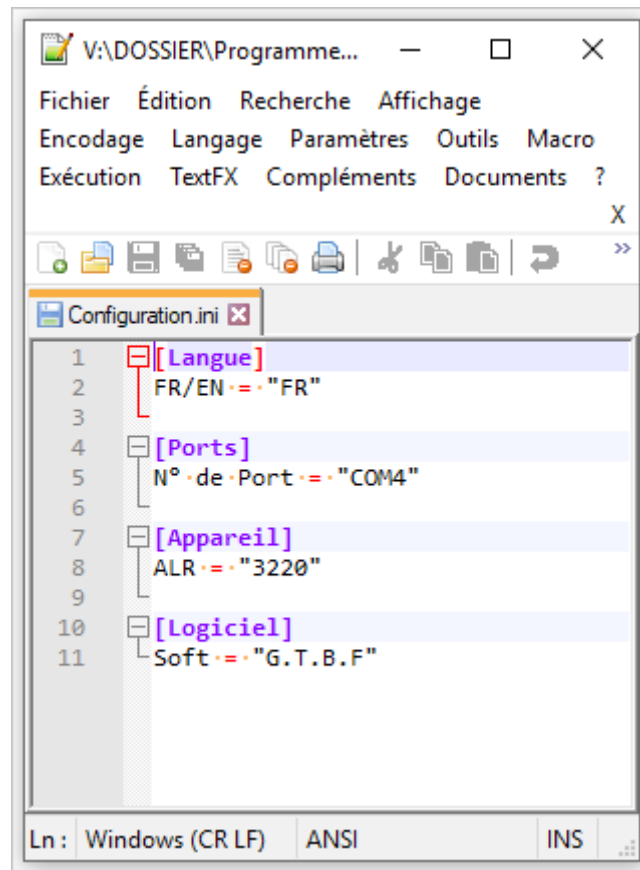 V:\DOSSIER\Programme...
Fichier Édition Recherche Affichage
Encodage Langage Paramètres Outils Macro
Exécution TextFX Compléments Documents ?
X
Configuration.ini
1 [Langue]
2 FR/EN = "FR"
3
4 [Ports]
5 N° de Port = "COM4"
6
7 [Appareil]
8 ALR = "3220"
9
10 [Logiciel]
11 Soft = "G.T.B.F"
Ln : Windows (CR LF) ANSI INS